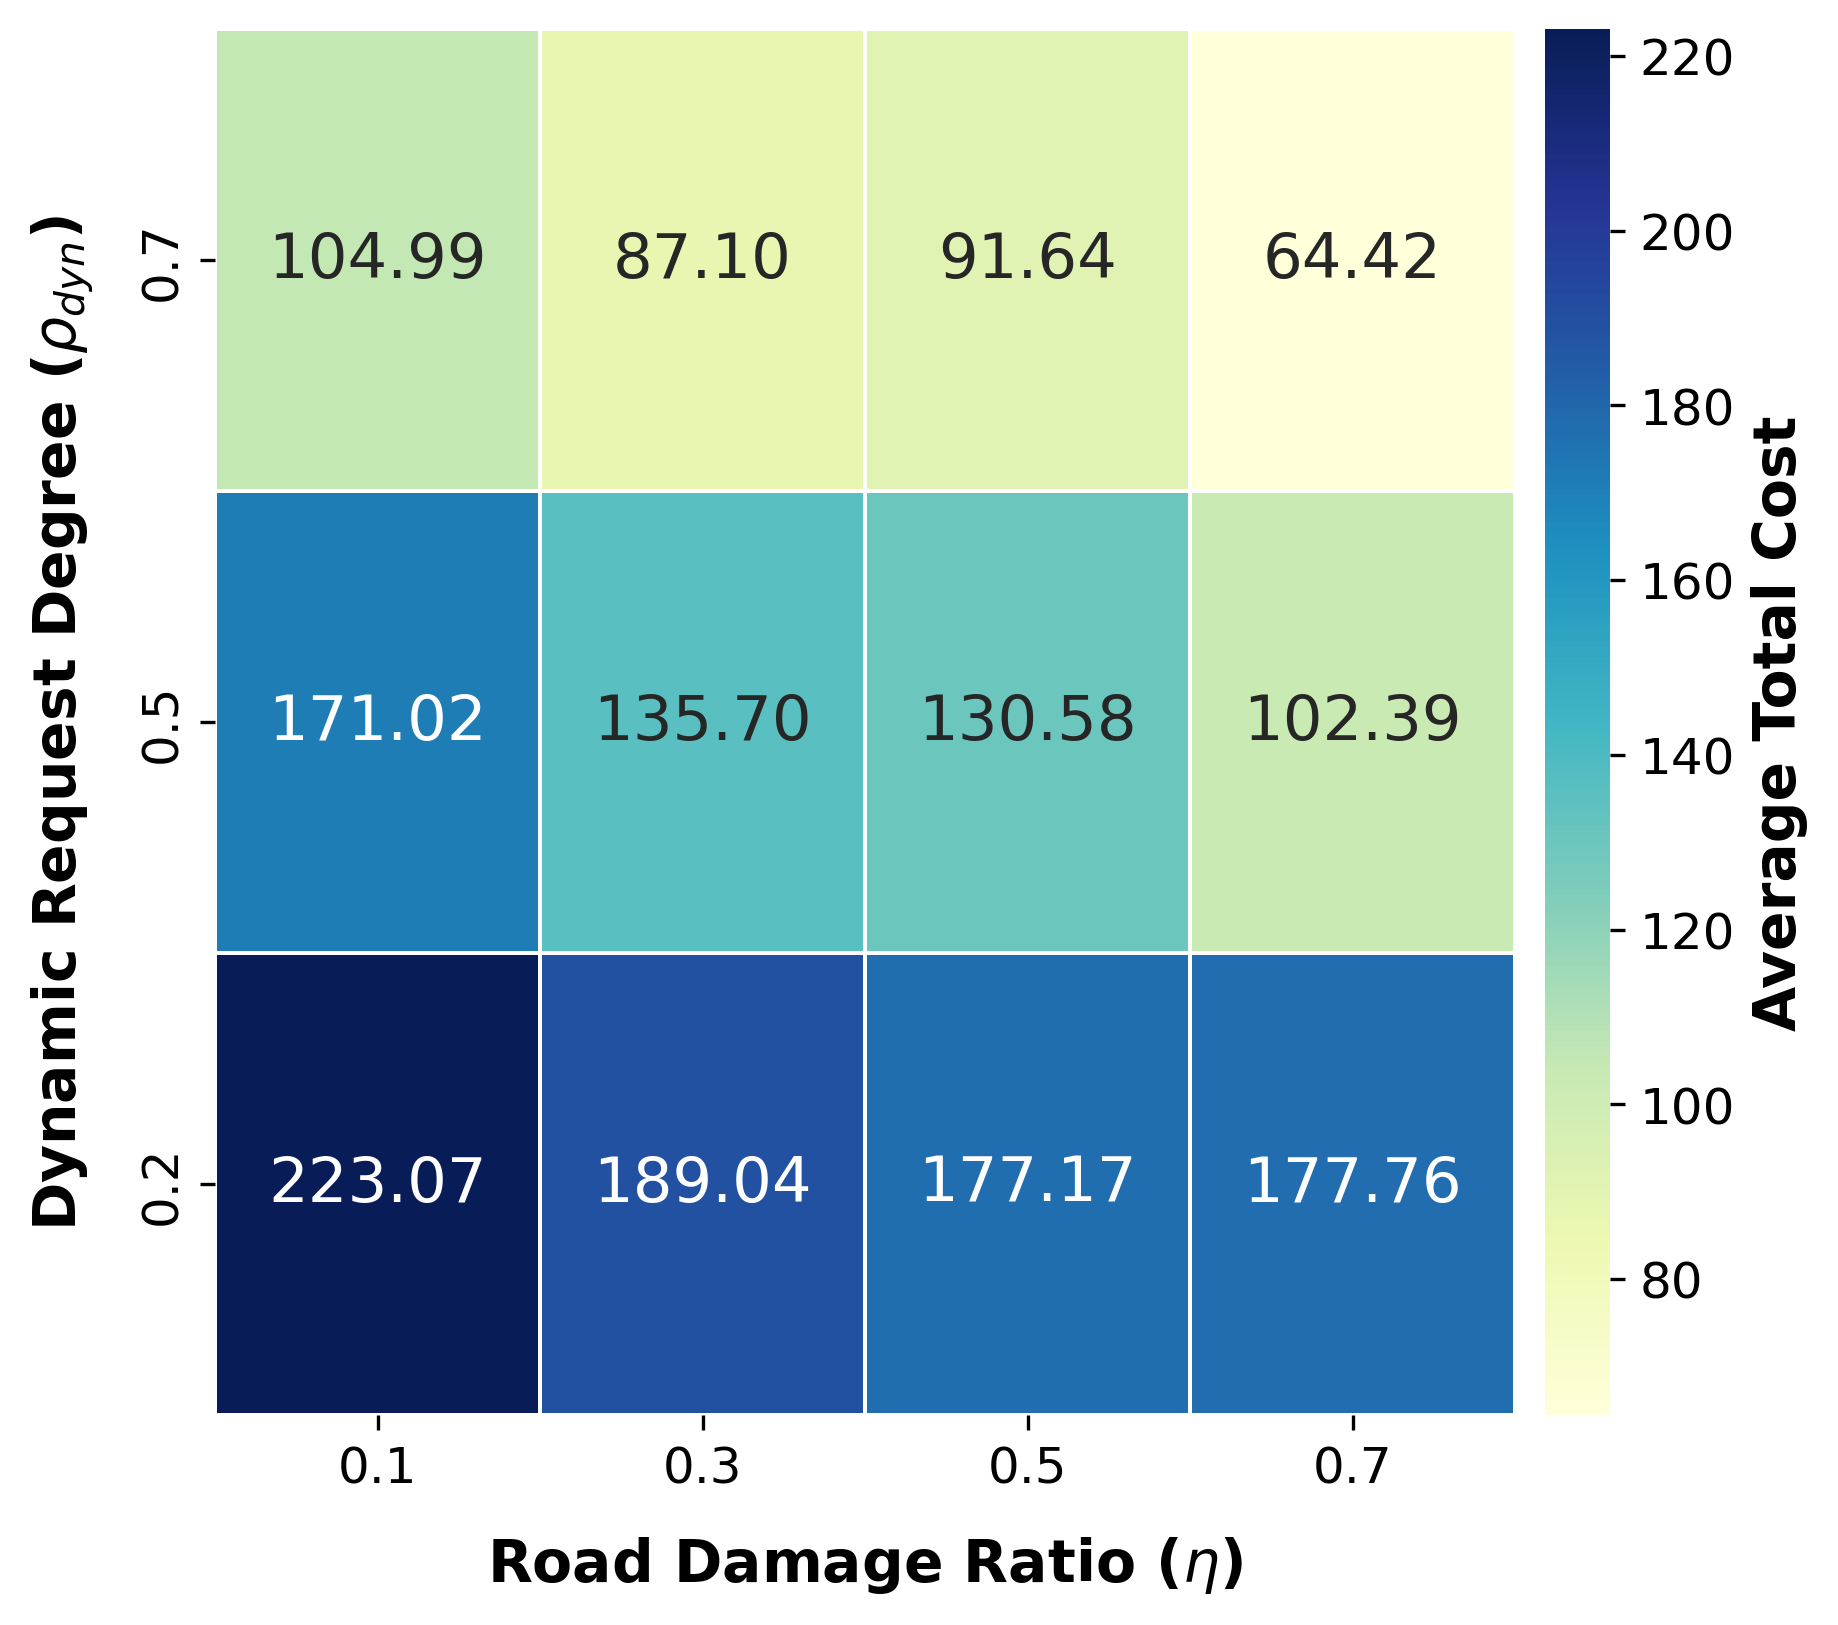 Dynamic Request Degree (ρdyn)
0.7
0.5
0.2
104.99 87.10 91.64 64.42
171.02 135.70 130.58 102.39
223.07 189.04 177.17 177.76
0.1 0.3 0.5 0.7
Road Damage Ratio (η)
220
200
180
160
140
120
100
80
Average Total Cost